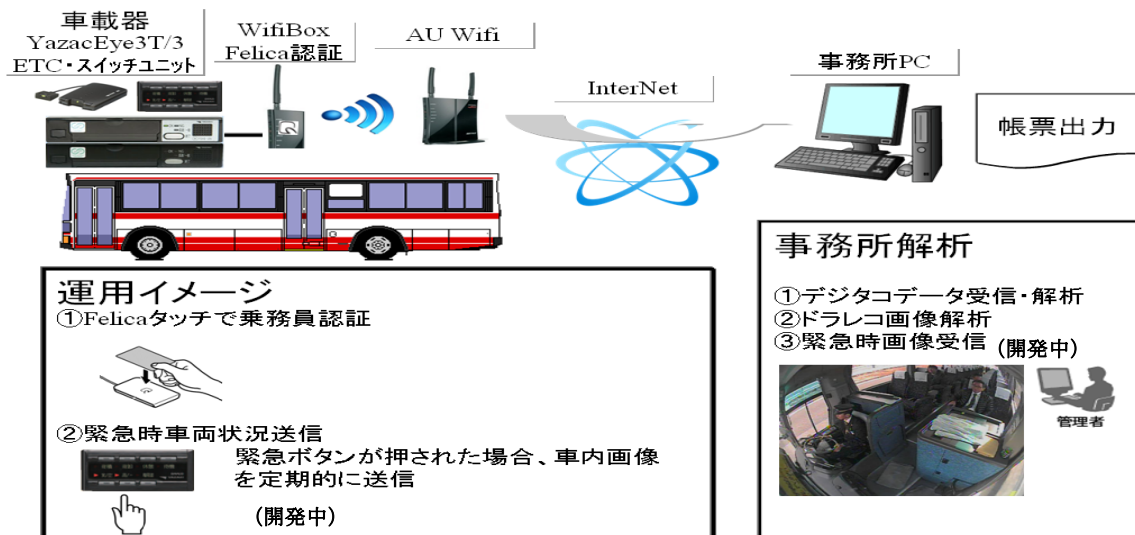 車載器
YazacEye3T/3
ETC・スイッチユニット
WifiBox
Felica認証
AU Wifi
InterNet
事務所PC
帳票出力
運用イメージ
①Felicaタッチで乗務員認証
②緊急時車両状況送信
緊急ボタンが押された場合、車内画像
を定期的に送信
(開発中)
事務所解析
①デジタコデータ受信・解析
②ドラレコ画像解析
③緊急時画像受信 (開発中)
管理者